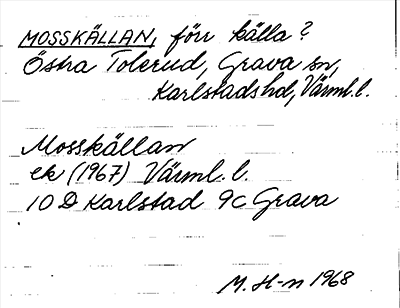 MOSSKÄLLAN, förr källa?
Östra Tolerud, Grava sn,
Karlstads hd, Värml. l.
Mosskällan
ek (1967) Värml. l.
10 D Karlstad 9c Grava
M. H-n 1968